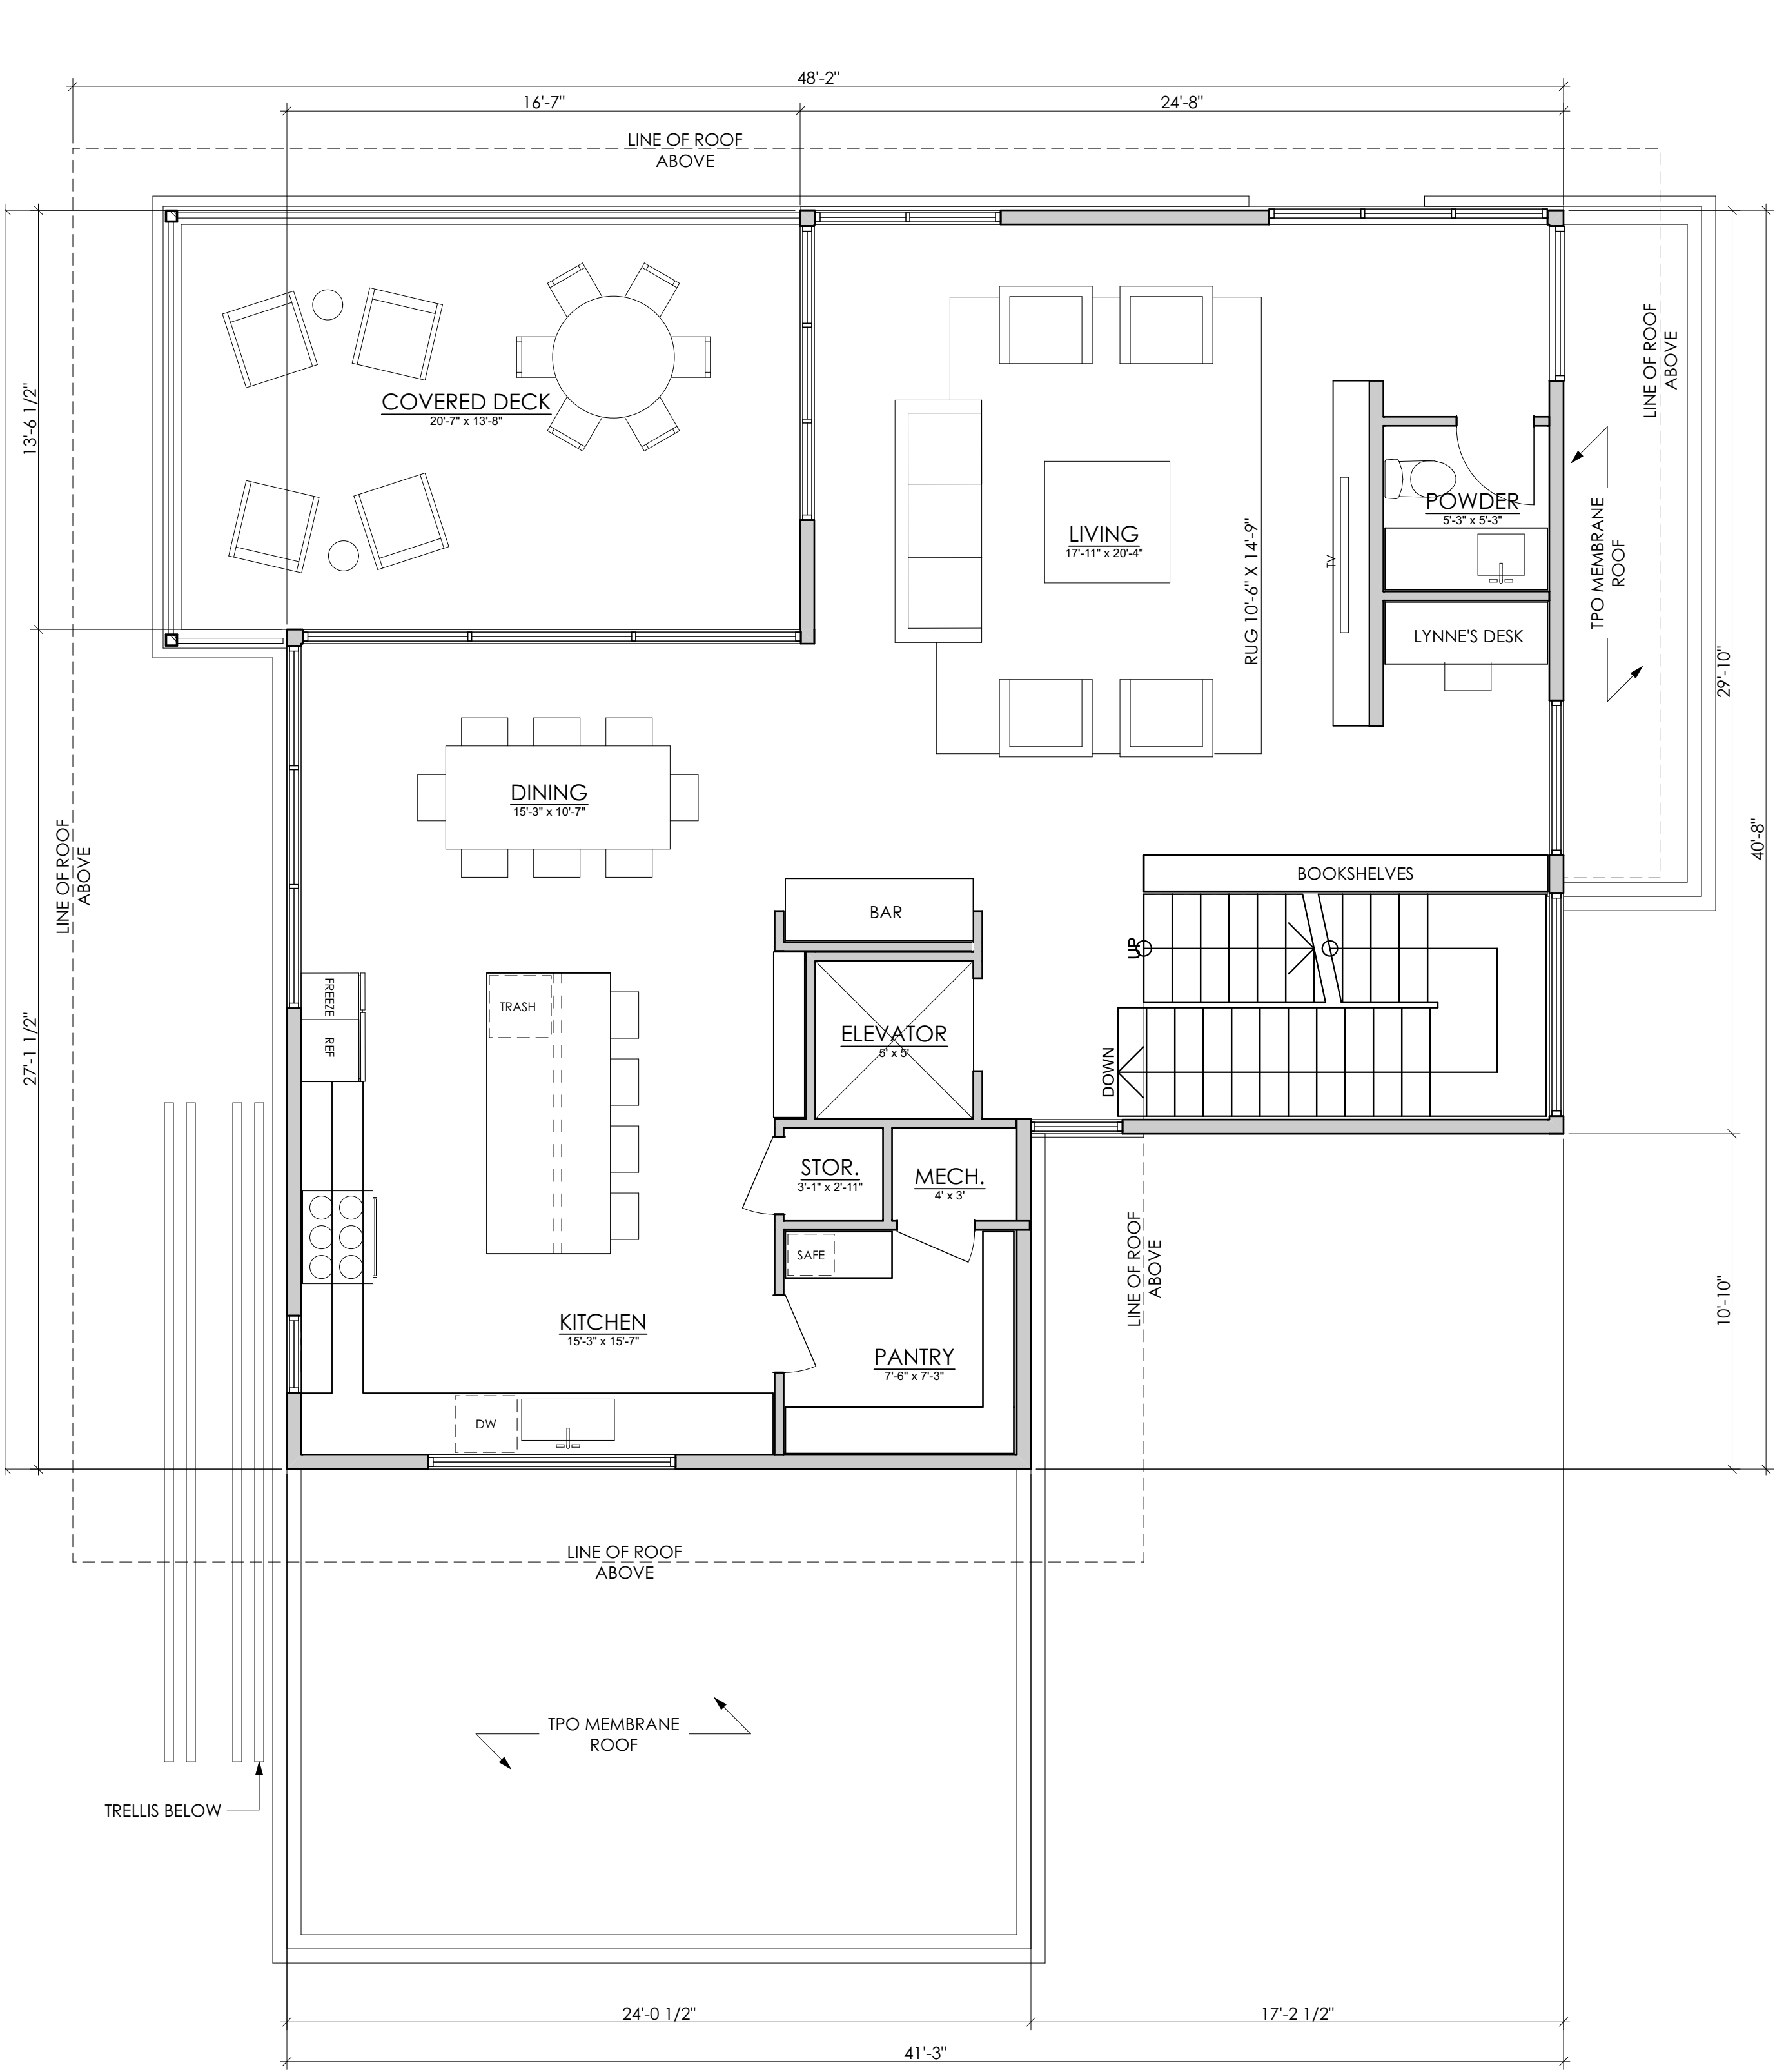 48'-2"
16'-7"
24'-8"
LINE OF ROOF
ABOVE
COVERED DECK
20'-7" x 13'-8"
13'-6 1/2"
LINE OF ROOF
ABOVE
POWDER
5'-3" x 5'-3"
LIVING
17'-11" x 20'-4"
RUG 10'-6" X 14'-9"
TV
TPO MEMBRANE
ROOF
LYNNE'S DESK
29'-10"
40'-8"
DINING
15'-3" x 10'-7"
LINE OF ROOF
ABOVE
BOOKSHELVES
BAR
UP
FREEZE
REF
TRASH
ELEVATOR
5' x 5'
DOWN
27'-1 1/2"
STOR.
3'-1" x 2'-11"
MECH.
4' x 3'
SAFE
LINE OF ROOF
ABOVE
10'-10"
KITCHEN
15'-3" x 15'-7"
PANTRY
7'-6" x 7'-3"
DW
LINE OF ROOF
ABOVE
TPO MEMBRANE
ROOF
TRELLIS BELOW
24'-0 1/2"
17'-2 1/2"
41'-3"